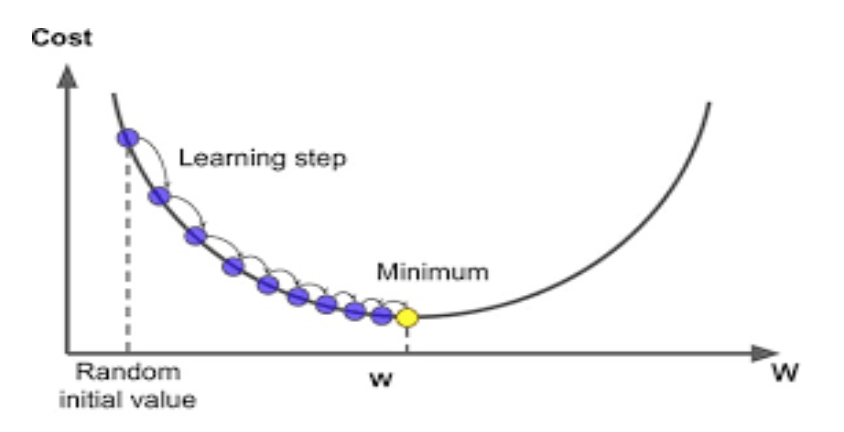 Cost
Learning step
Minimum
Random
initial value
w
W